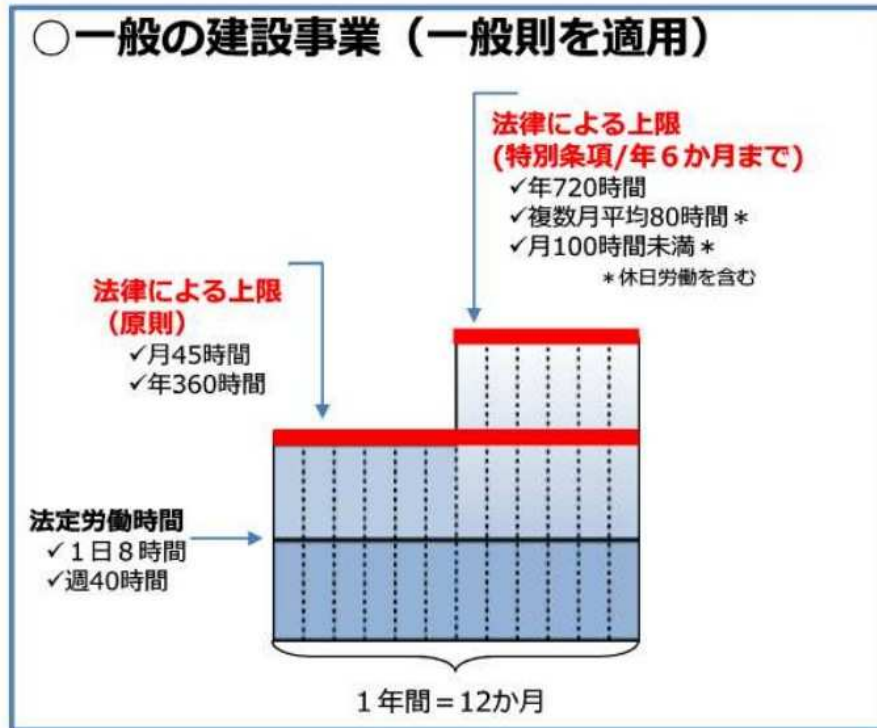 ○一般の建設事業（一般則を適用）
法律による上限
(特別条項/年６か月まで)
✓年720時間
✓複数月平均80時間＊
✓月100時間未満＊
＊休日労働を含む
法律による上限
（原則）
✓月45時間
✓年360時間
法定労働時間
✓１日８時間
✓週40時間
１年間＝12か月